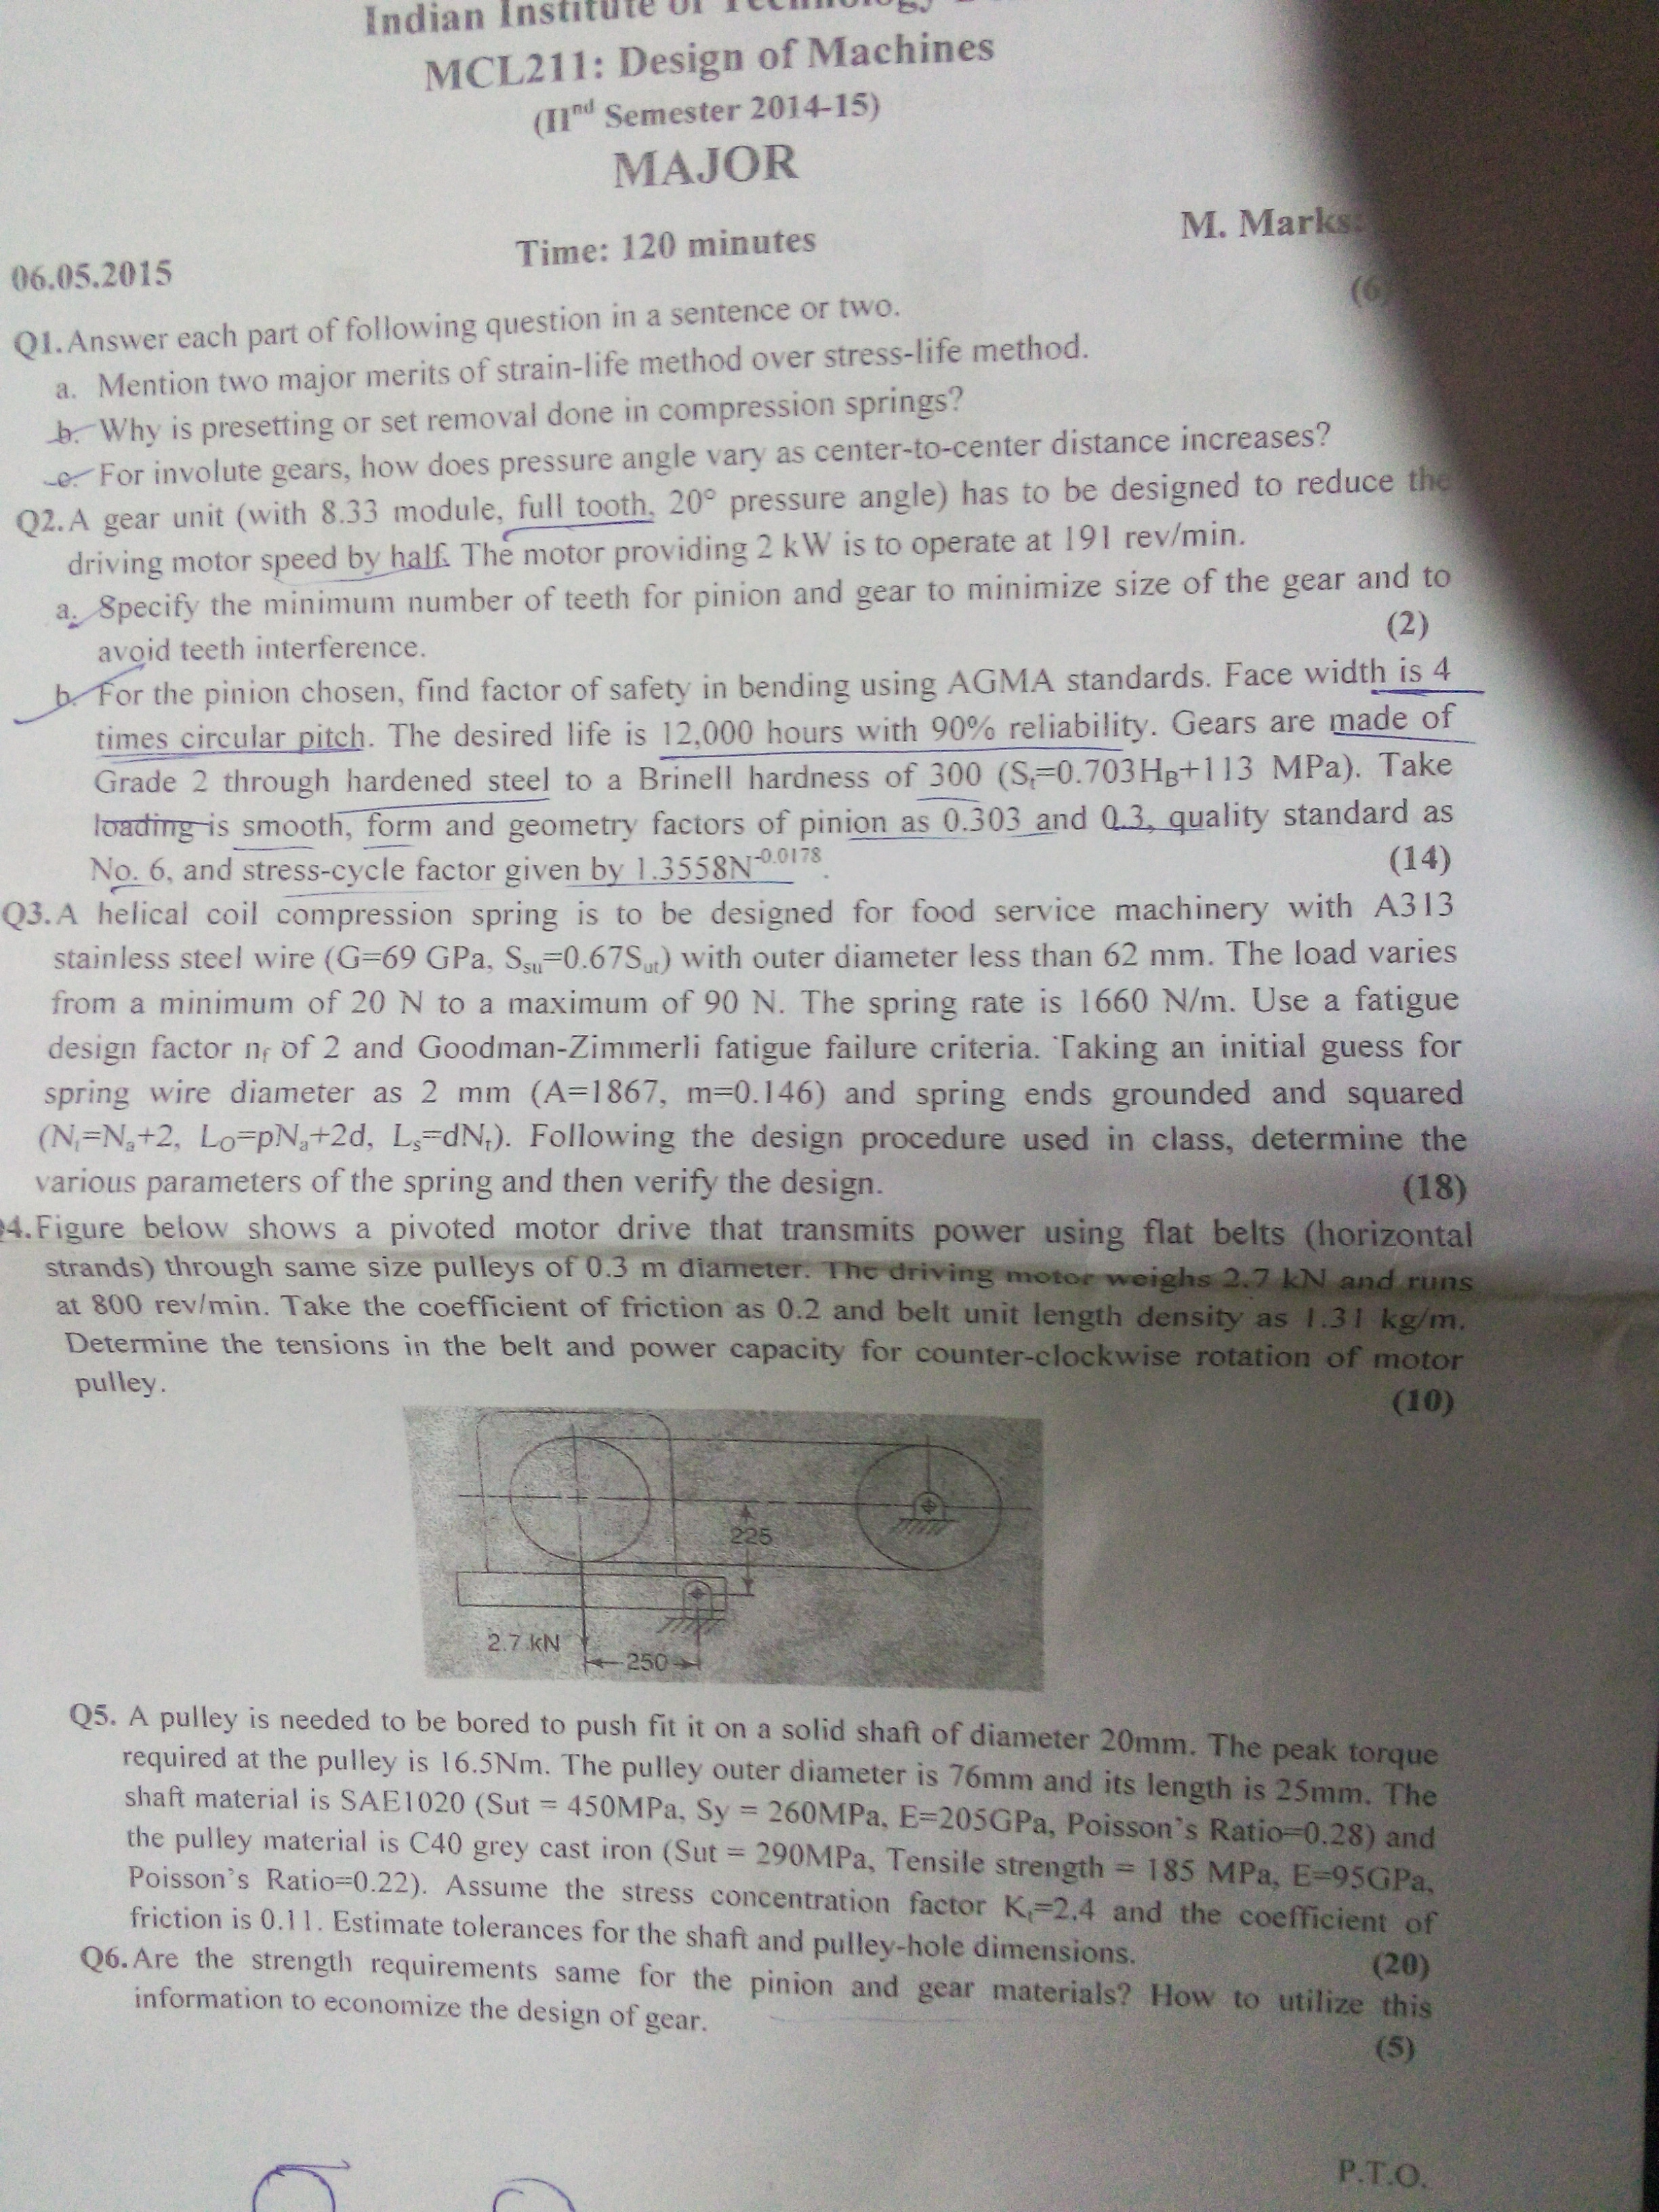 Indian Institute of Technology
MCL211: Design of Machines
(IInd Semester 2014-15)
MAJOR
Time: 120 minutes
M. Marks:
06.05.2015
(6)
Q1. Answer each part of following question in a sentence or two.
a. Mention two major merits of strain-life method over stress-life method.
b. Why is presetting or set removal done in compression springs?
c. For involute gears, how does pressure angle vary as center-to-center distance increases?
Q2. A gear unit (with 8.33 module, full tooth, 20° pressure angle) has to be designed to reduce the
driving motor speed by half. The motor providing 2 kW is to operate at 191 rev/min.
a. Specify the minimum number of teeth for pinion and gear to minimize size of the gear and to
avoid teeth interference. (2)
b. For the pinion chosen, find factor of safety in bending using AGMA standards. Face width is 4
times circular pitch. The desired life is 12,000 hours with 90% reliability. Gears are made of
Grade 2 through hardened steel to a Brinell hardness of 300 (St=0.703HB+113 MPa). Take
loading is smooth, form and geometry factors of pinion as 0.303 and 0.3, quality standard as
No. 6, and stress-cycle factor given by 1.3558N-0.0178. (14)
Q3. A helical coil compression spring is to be designed for food service machinery with A313
stainless steel wire (G=69 GPa, Ssu=0.67Sut) with outer diameter less than 62 mm. The load varies
from a minimum of 20 N to a maximum of 90 N. The spring rate is 1660 N/m. Use a fatigue
design factor nf of 2 and Goodman-Zimmerli fatigue failure criteria. Taking an initial guess for
spring wire diameter as 2 mm (A=1867, m=0.146) and spring ends grounded and squared
(Nt=Na+2, LO=pNa+2d, Ls=dNt). Following the design procedure used in class, determine the
various parameters of the spring and then verify the design. (18)
4. Figure below shows a pivoted motor drive that transmits power using flat belts (horizontal
strands) through same size pulleys of 0.3 m diameter. The driving motor weighs 2.7 kN and runs
at 800 rev/min. Take the coefficient of friction as 0.2 and belt unit length density as 1.31 kg/m.
Determine the tensions in the belt and power capacity for counter-clockwise rotation of motor
pulley. (10)
225
2.7 kN
250
Q5. A pulley is needed to be bored to push fit it on a solid shaft of diameter 20mm. The peak torque
required at the pulley is 16.5Nm. The pulley outer diameter is 76mm and its length is 25mm. The
shaft material is SAE1020 (Sut = 450MPa, Sy = 260MPa, E=205GPa, Poisson's Ratio=0.28) and
the pulley material is C40 grey cast iron (Sut = 290MPa, Tensile strength = 185 MPa, E=95GPa,
Poisson's Ratio=0.22). Assume the stress concentration factor Kt=2.4 and the coefficient of
friction is 0.11. Estimate tolerances for the shaft and pulley-hole dimensions. (20)
Q6. Are the strength requirements same for the pinion and gear materials? How to utilize this
information to economize the design of gear. (5)
P.T.O.